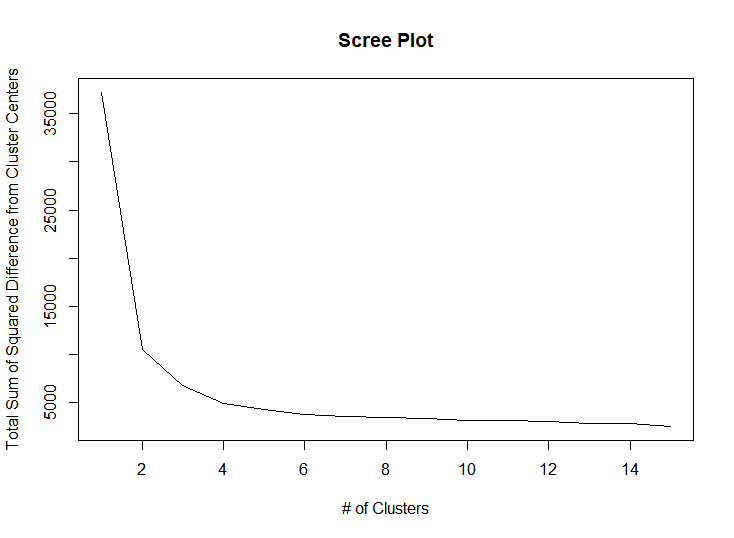 Scree Plot
Total Sum of Squared Difference from Cluster Centers
35000
25000
15000
5000
2 4 6 8 10 12 14
# of Clusters